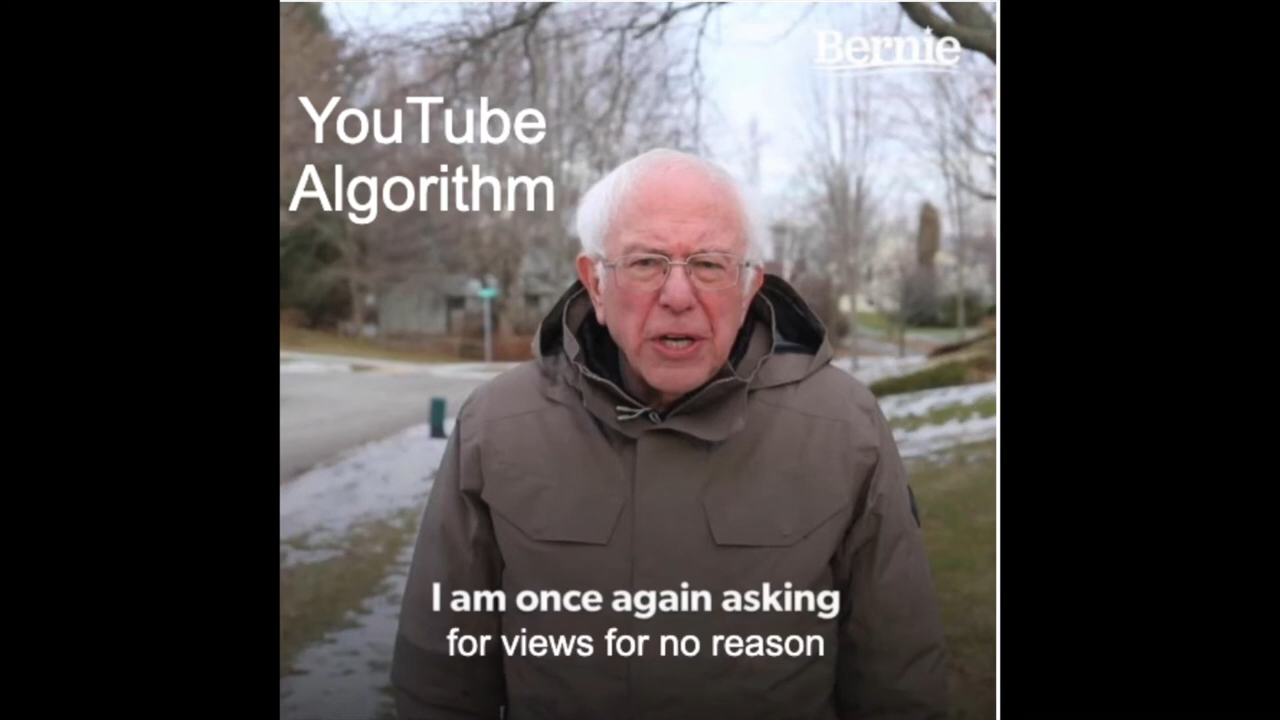 Bernie
YouTube
Algorithm
I am once again asking
for views for no reason